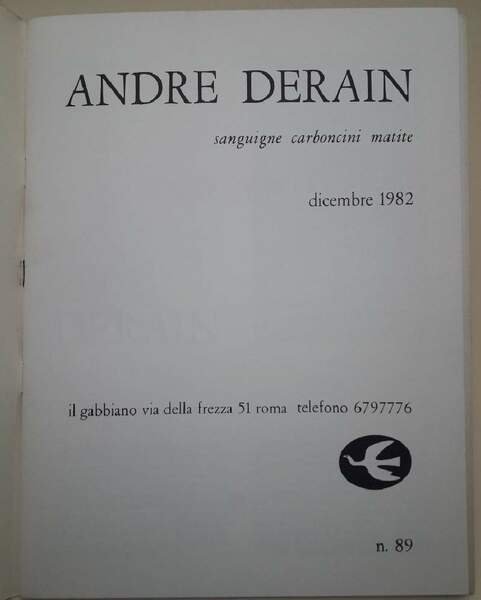 ANDRE DERAIN
sanguigne carboncini matite
dicembre 1982
il gabbiano via della frezza 51 roma telefono 6797776
n. 89